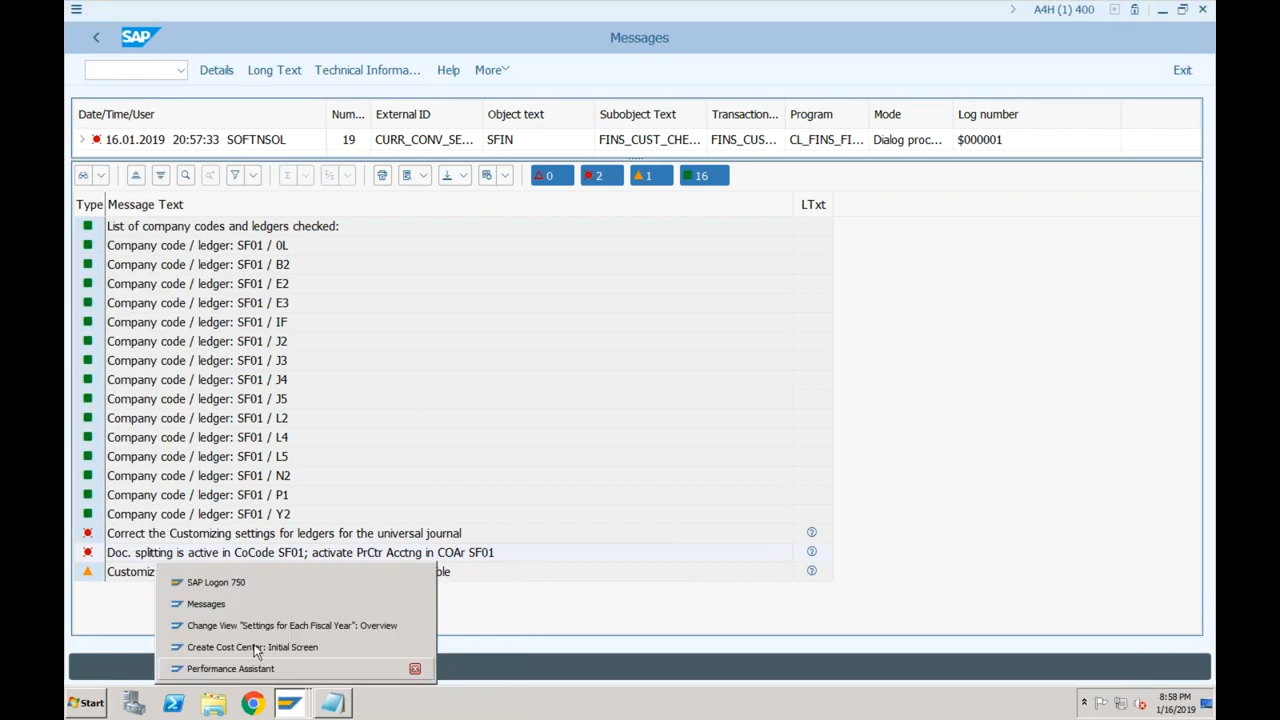 A4H (1) 400
SAP Messages
Details Long Text Technical Informa... Help More Exit
Date/Time/User Num... External ID Object text Subobject Text Transaction... Program Mode Log number
16.01.2019 20:57:33 SOFTNSOL 19 CURR_CONV_SE... SFIN FINS_CUST_CHE... FINS_CUS... CL_FINS_FI... Dialog proc... $000001
0 2 1 16
Type Message Text LTxt
List of company codes and ledgers checked:
Company code / ledger: SF01 / 0L
Company code / ledger: SF01 / B2
Company code / ledger: SF01 / E2
Company code / ledger: SF01 / E3
Company code / ledger: SF01 / IF
Company code / ledger: SF01 / J2
Company code / ledger: SF01 / J3
Company code / ledger: SF01 / J4
Company code / ledger: SF01 / J5
Company code / ledger: SF01 / L2
Company code / ledger: SF01 / L4
Company code / ledger: SF01 / L5
Company code / ledger: SF01 / N2
Company code / ledger: SF01 / P1
Company code / ledger: SF01 / Y2
Correct the Customizing settings for ledgers for the universal journal
Doc. splitting is active in CoCode SF01; activate PrCtr Acctng in COAr SF01
Customiz ble
SAP Logon 750
Messages
Change View "Settings for Each Fiscal Year": Overview
Create Cost Center: Initial Screen
Performance Assistant
Start
8:58 PM
1/16/2019